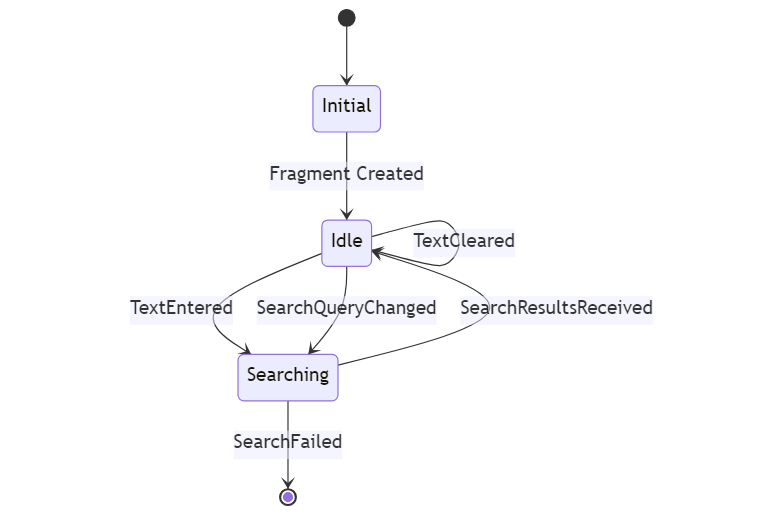 Initial
Fragment Created
Idle
TextCleared
TextEntered
SearchQueryChanged
SearchResultsReceived
Searching
SearchFailed